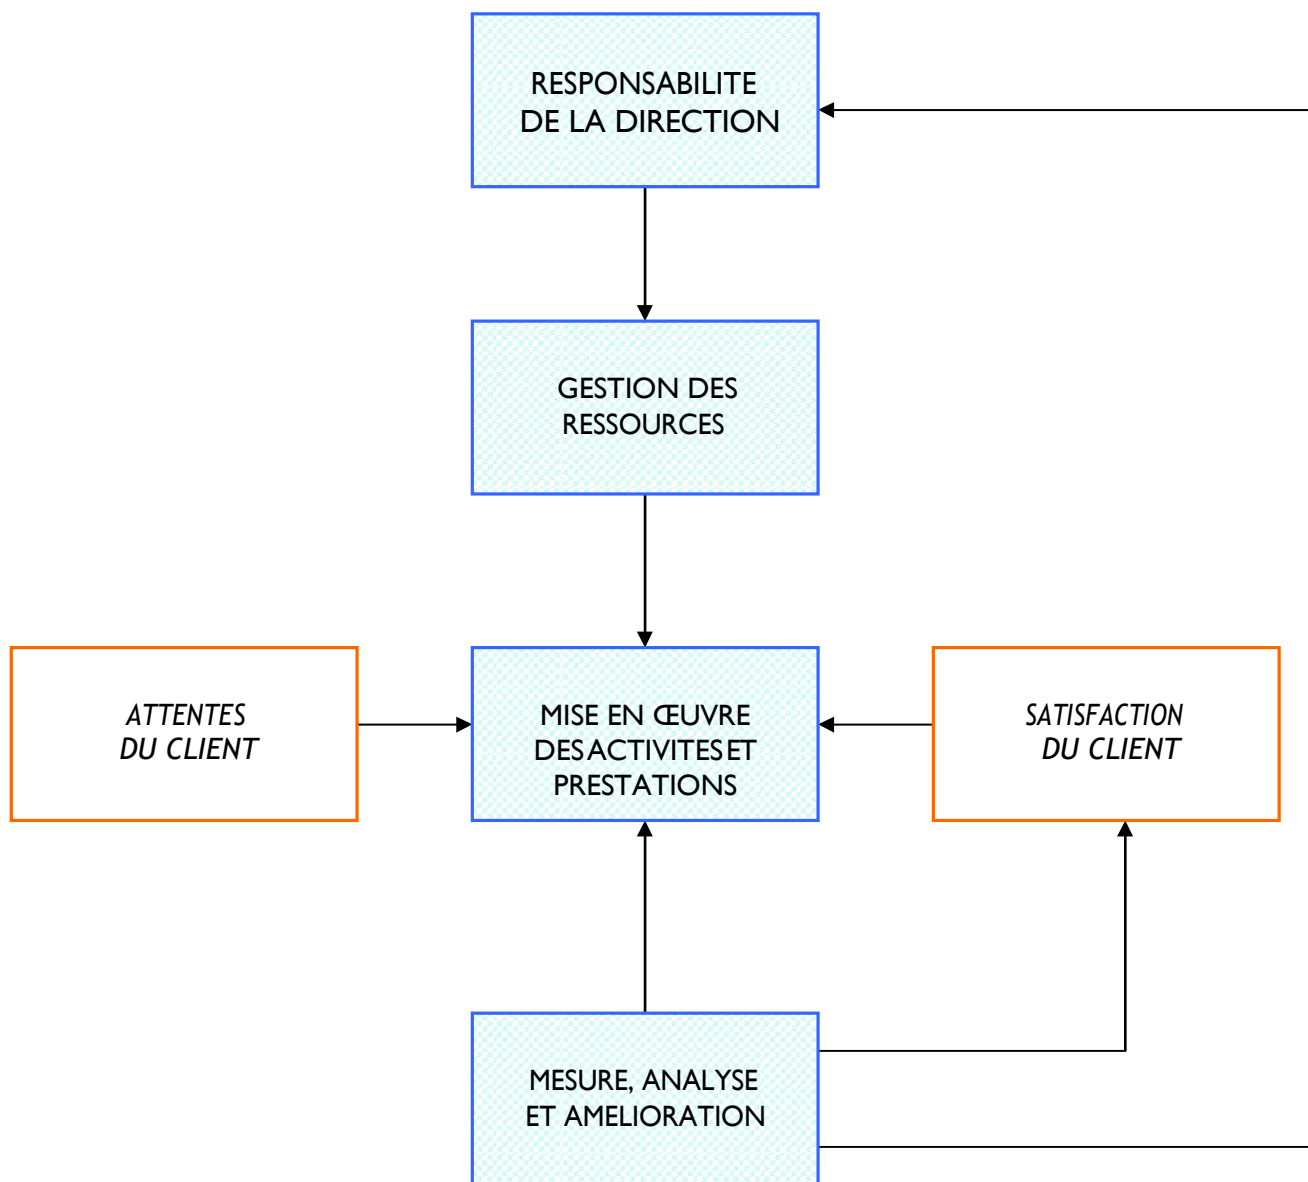 RESPONSABILITE
DE LA DIRECTION
GESTION DES
RESSOURCES
ATTENTES
DU CLIENT
MISE EN ŒUVRE
DES ACTIVITES ET
PRESTATIONS
SATISFACTION
DU CLIENT
MESURE, ANALYSE
ET AMELIORATION